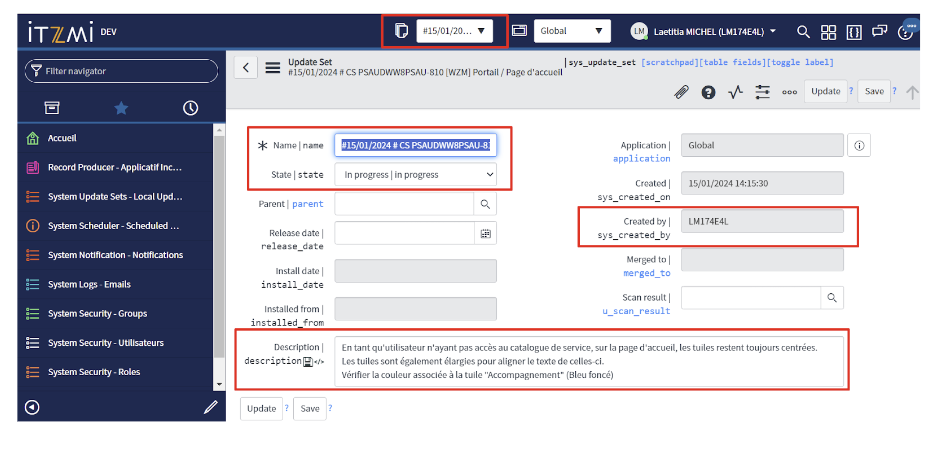 iTZMi DEV
#15/01/20... ▼
Global ▼
LM Laetitia MICHEL (LM174E4L)
Filter navigator
Accueil
Record Producer - Applicatif Inc...
System Update Sets - Local Upd...
System Scheduler - Scheduled ...
System Notification - Notifications
System Logs - Emails
System Security - Groups
System Security - Utilisateurs
System Security - Roles
Update Set
#15/01/2024 # CS PSAUDWW8PSAU-810 [WZM] Portail / Page d'accueil
|sys_update_set [scratchpad][table fields][toggle label]
Update ? Save ?
Name | name
#15/01/2024 # CS PSAUDWW8PSAU-81
State | state
In progress | in progress
Parent | parent
Release date |
release_date
Install date |
install_date
Installed from |
installed_from
Application |
application
Global
Created |
sys_created_on
15/01/2024 14:15:30
Created by |
sys_created_by
LM174E4L
Merged to |
merged_to
Scan result |
u_scan_result
Description |
description </>
En tant qu'utilisateur n'ayant pas accès au catalogue de service, sur la page d'accueil, les tuiles restent toujours centrées.
Les tuiles sont également élargies pour aligner le texte de celles-ci.
Vérifier la couleur associée à la tuile "Accompagnement" (Bleu foncé)
Update ? Save ?